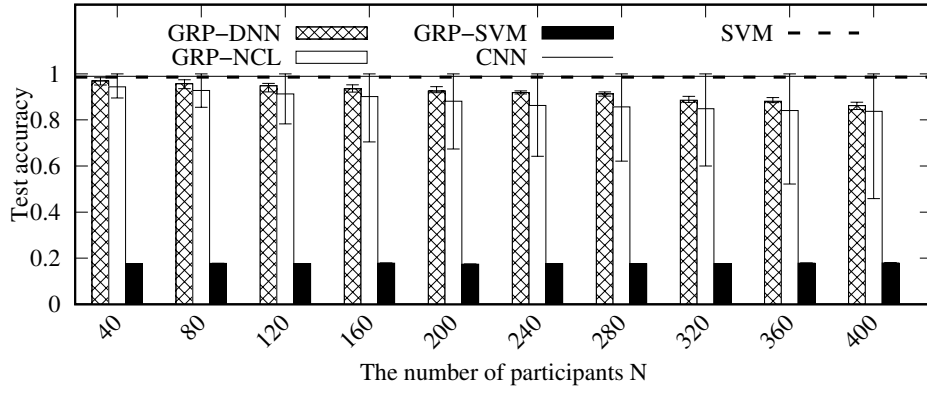 GRP−DNN GRP−SVM SVM
GRP−NCL CNN
Test accuracy
1
0.8
0.6
0.4
0.2
0
40 80 120 160 200 240 280 320 360 400
The number of participants N